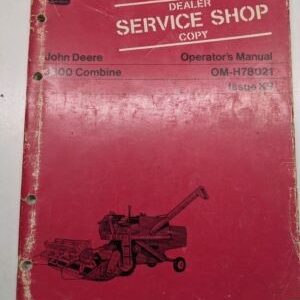 DEALER
SERVICE SHOP
COPY
John Deere Operator's Manual
Combine OM-H78021
Issue